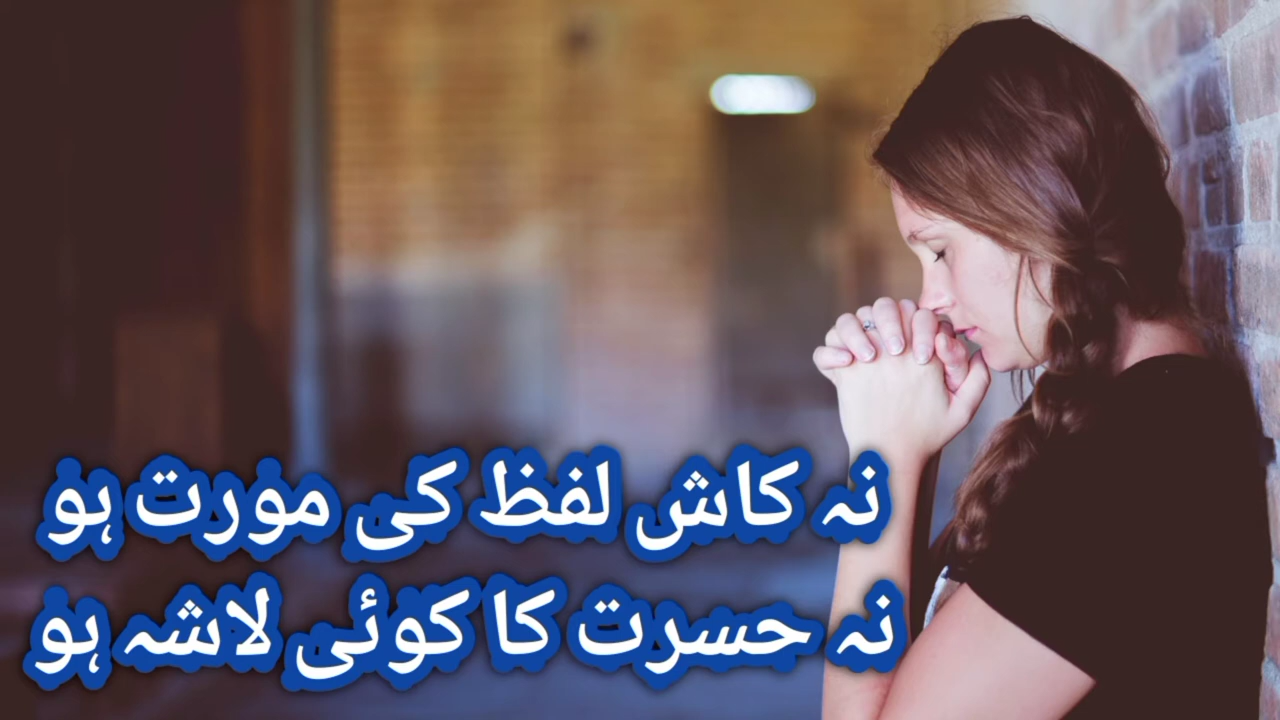 نہ کاش لفظ کی مورت ہو
نہ حسرت کا کوئی لاشہ ہو